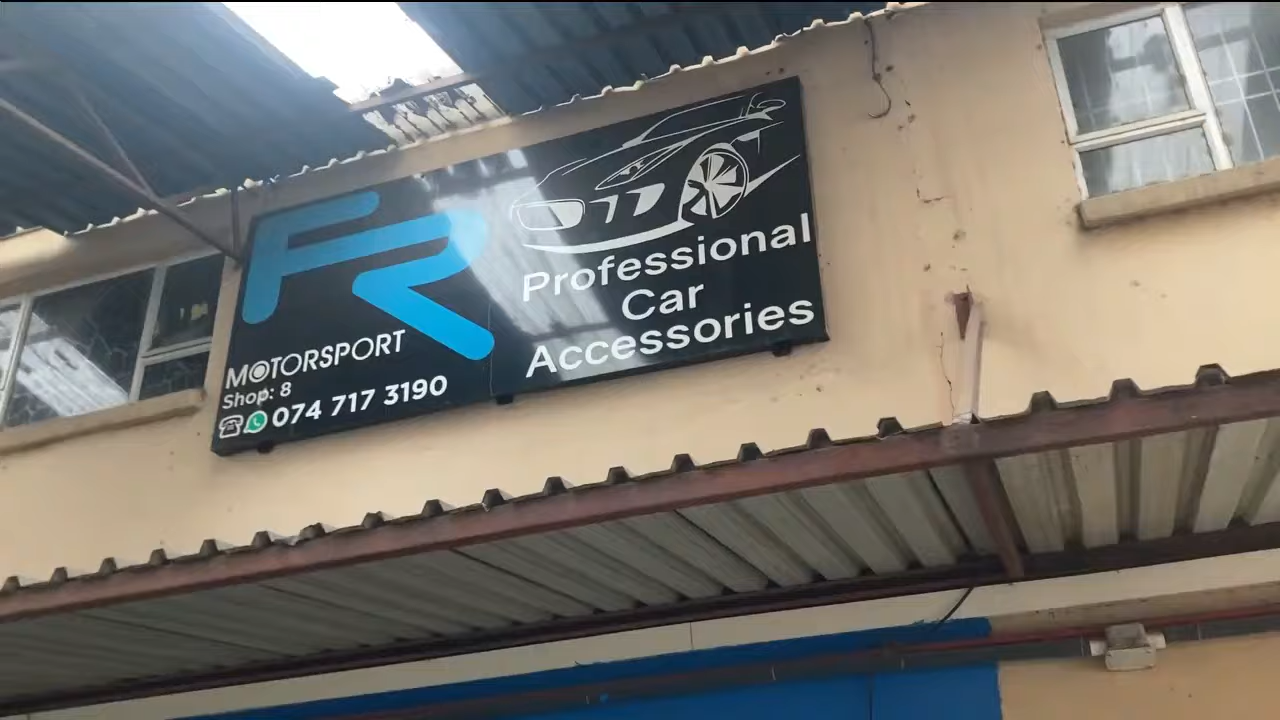 FR
MOTORSPORT
Shop: 8
074 717 3190
Professional
Car
Accessories